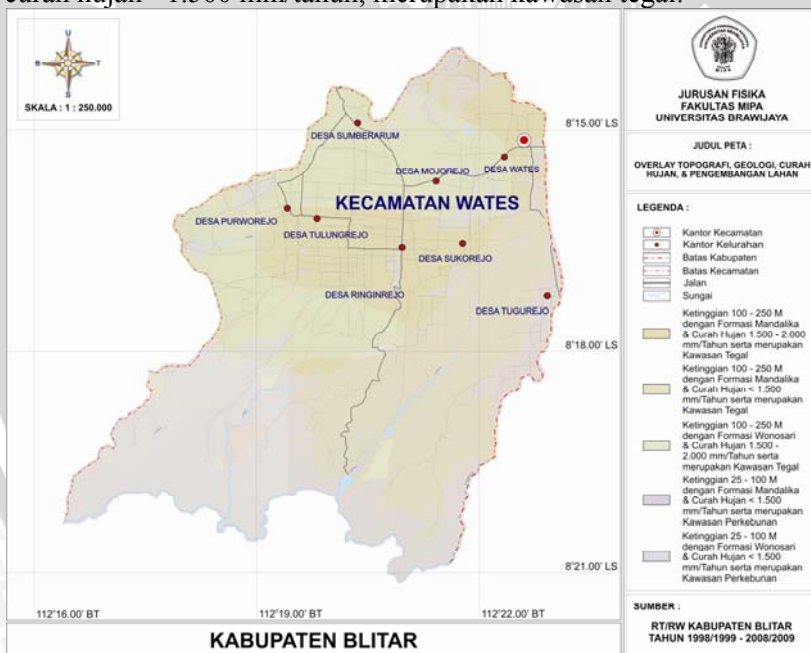 curah hujan < 1.500 mm/tahun, merupakan kawasan tegal.
U
B
T
S
SKALA : 1 : 250.000
8°15.00' LS
DESA SUMBERARUM
DESA WATES
DESA MOJOREJO
KECAMATAN WATES
DESA PURWOREJO
DESA TULUNGREJO
DESA SUKOREJO
DESA RINGINREJO
DESA TUGUREJO
8°18.00' LS
8°21.00' LS
112°16.00' BT
112°19.00' BT
112°22.00' BT
KABUPATEN BLITAR
UNIVERSITAS BRAWIJAYA
JURUSAN FISIKA
FAKULTAS MIPA
UNIVERSITAS BRAWIJAYA
JUDUL PETA :
OVERLAY TOPOGRAFI, GEOLOGI, CURAH
HUJAN, & PENGEMBANGAN LAHAN
LEGENDA :
Kantor Kecamatan
Kantor Kelurahan
Batas Kabupaten
Batas Kecamatan
Jalan
Sungai
Ketinggian 100 - 250 M
dengan Formasi Mandalika
& Curah Hujan 1.500 - 2.000
mm/Tahun serta merupakan
Kawasan Tegal
Ketinggian 100 - 250 M
dengan Formasi Mandalika
& Curah Hujan < 1.500
mm/Tahun serta merupakan
Kawasan Tegal
Ketinggian 100 - 250 M
dengan Formasi Wonosari
& Curah Hujan 1.500 -
2.000 mm/Tahun serta
merupakan Kawasan Tegal
Ketinggian 25 - 100 M
dengan Formasi Mandalika
& Curah Hujan < 1.500
mm/Tahun serta merupakan
Kawasan Perkebunan
Ketinggian 25 - 100 M
dengan Formasi Wonosari
& Curah Hujan < 1.500
mm/Tahun serta merupakan
Kawasan Perkebunan
SUMBER :
RT/RW KABUPATEN BLITAR
TAHUN 1998/1999 - 2008/2009